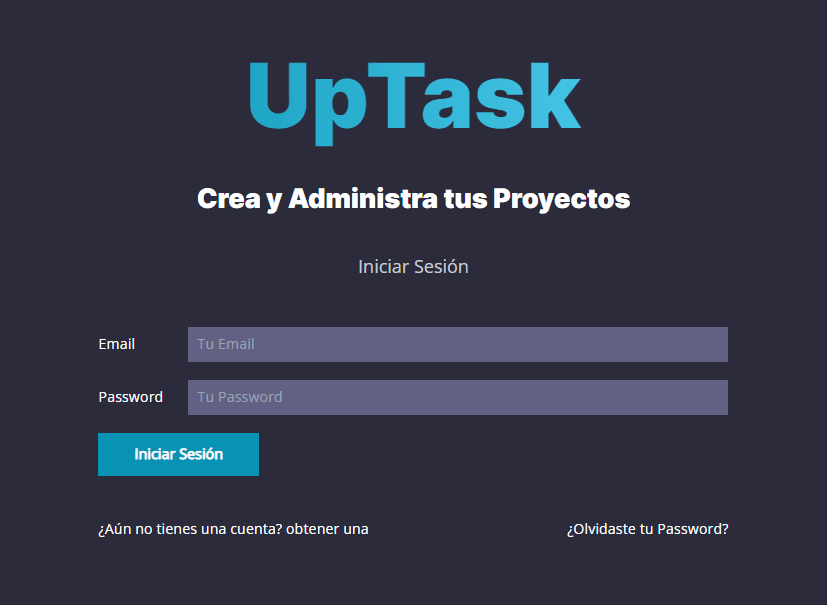 UpTask
Crea y Administra tus Proyectos
Iniciar Sesión
Email Tu Email
Password Tu Password
Iniciar Sesión
¿Aún no tienes una cuenta? obtener una ¿Olvidaste tu Password?